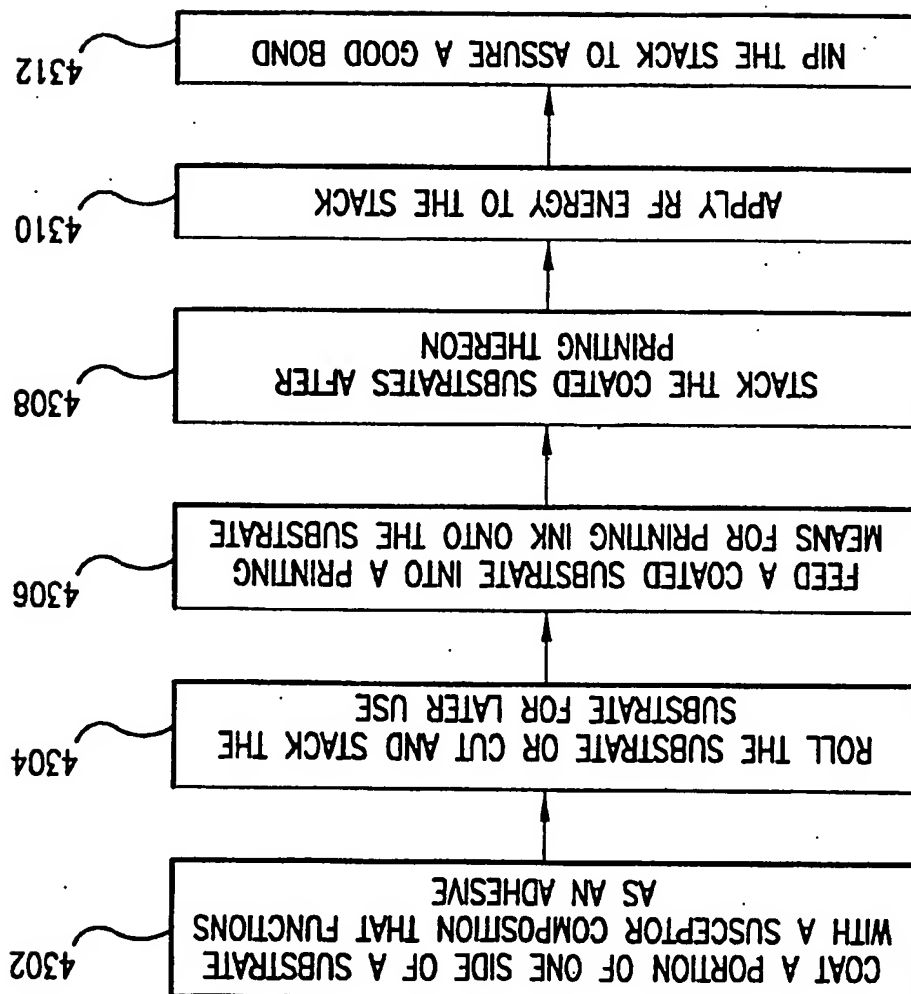 COAT A PORTION OF ONE SIDE OF A SUBSTRATE
WITH A SUSCEPTOR COMPOSITION THAT FUNCTIONS
AS AN ADHESIVE
4302
ROLL THE SUBSTRATE OR CUT AND STACK THE
SUBSTRATE FOR LATER USE
4304
FEED A COATED SUBSTRATE INTO A PRINTING
MEANS FOR PRINTING INK ONTO THE SUBSTRATE
4306
STACK THE COATED SUBSTRATES AFTER
PRINTING THEREON
4308
APPLY RF ENERGY TO THE STACK
4310
NIP THE STACK TO ASSURE A GOOD BOND
4312